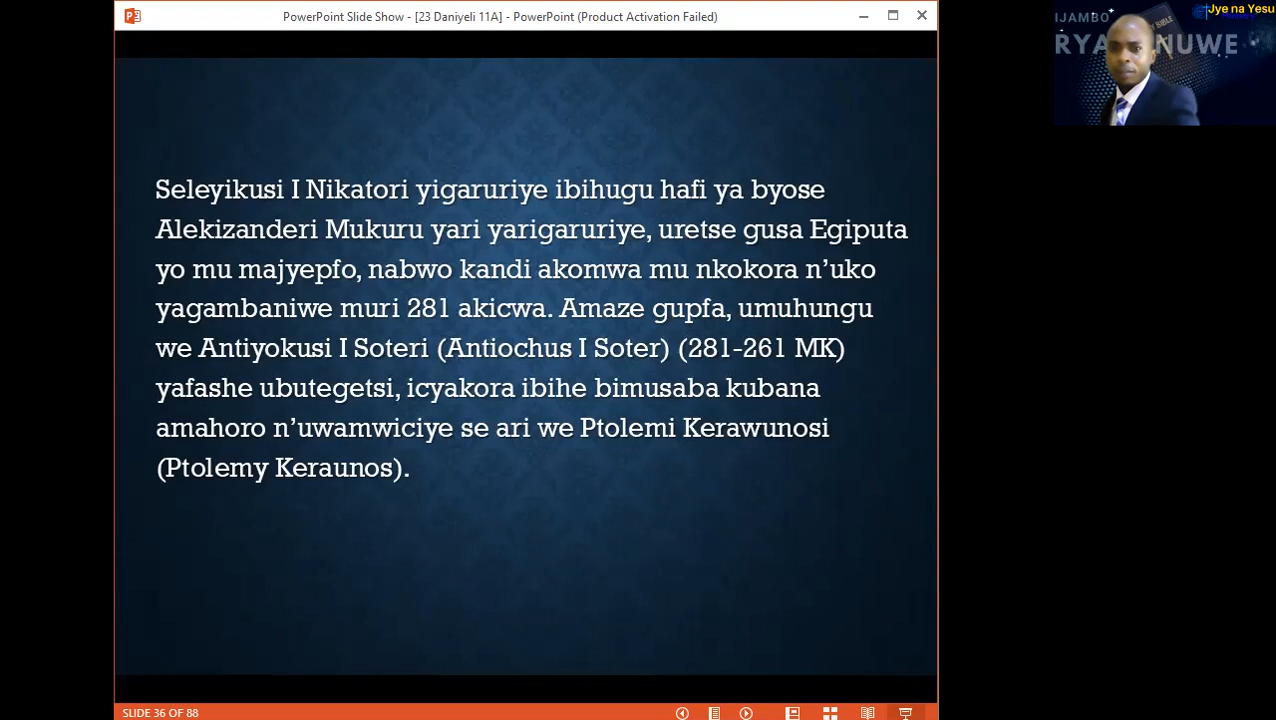 PowerPoint Slide Show - [23 Daniyeli 11A] - PowerPoint (Product Activation Failed)
Jye na Yesu
Ministry
IJAMBO
Seleyikusi I Nikatori yigaruriye ibihugu hafi ya byose
Alekizanderi Mukuru yari yarigaruriye, uretse gusa Egiputa
yo mu majyepfo, nabwo kandi akomwa mu nkokora n’uko
yagambaniwe muri 281 akicwa. Amaze gupfa, umuhungu
we Antiyokusi I Soteri (Antiochus I Soter) (281-261 MK)
yafashe ubutegetsi, icyakora ibihe bimusaba kubana
amahoro n’uwamwiciye se ari we Ptolemi Kerawunosi
(Ptolemy Keraunos).
SLIDE 36 OF 88